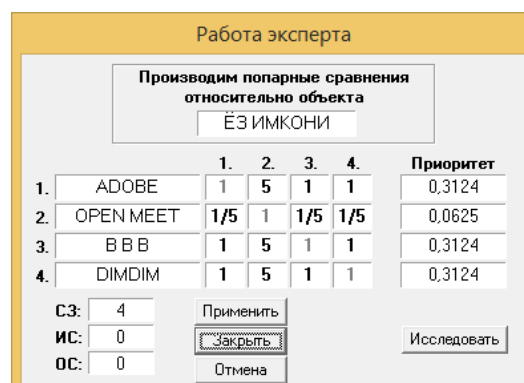 Работа эксперта
Производим попарные сравнения
относительно объекта
ЁЗ ИМКОНИ
1. 2. 3. 4. Приоритет
1. ADOBE 1 5 1 1 0,3124
2. OPEN MEET 1/5 1 1/5 1/5 0,0625
3. B B B 1 5 1 1 0,3124
4. DIMDIM 1 5 1 1 0,3124
СЗ: 4 Применить
ИС: 0 Закрыть Исследовать
ОС: 0 Отмена